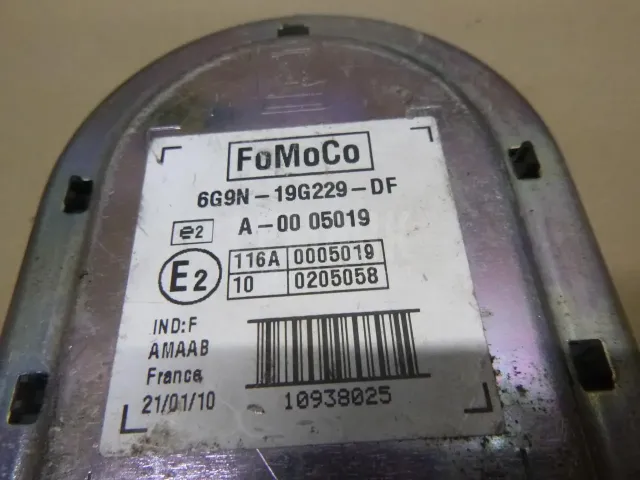 FoMoCo
6G9N-19G229-DF
e2 A-00 05019
E2 116A 0005019
10 0205058
IND:F
AMAAB
France
21/01/10
10938025